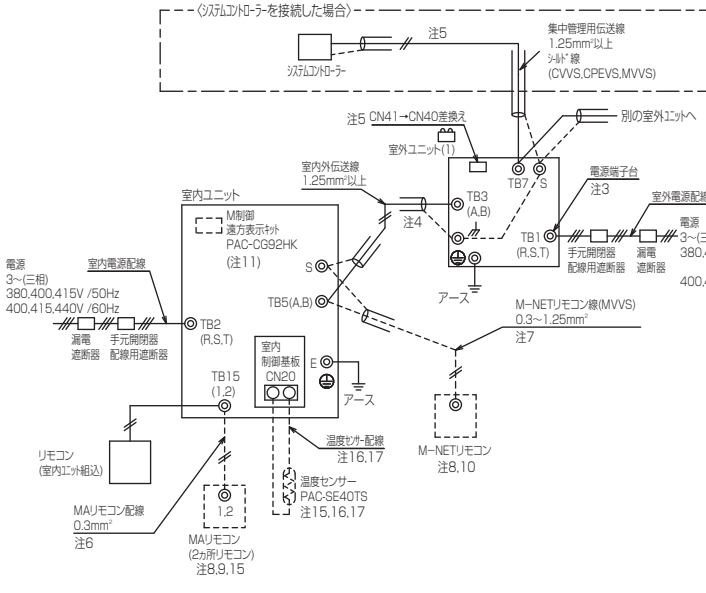 〈システムコントローラーを接続した場合〉
システムコントローラー
注5
集中管理用伝送線
1.25mm²以上
シールド線
(CVVS,CPEVS,MVVS)
注5 CN41→CN40差換え
室外ユニット(1)
別の室外ユニットへ
TB7 S
電源端子台
注3
室外電源配線
室内外伝送線
1.25mm²以上
TB3
(A,B)
注4
TB1
(R,S,T)
手元開閉器
配線用遮断器
漏電
遮断器
電源
アース
室内ユニット
M制御
遠方表示キット
PAC-CG92HK
(注11)
S
TB5(A,B)
電源
3~(三相)
380,400,415V /50Hz
400,415,440V /60Hz
室内電源配線
漏電
遮断器
手元開閉器
配線用遮断器
TB2
(R,S,T)
TB15
(1,2)
室内
制御基板
CN20
E
アース
M-NETリモコン線(MVVS)
0.3~1.25mm²
注7
M-NETリモコン
注8,10
リモコン
(室内ユニット組込)
MAリモコン配線
0.3mm²
注6
1,2
MAリモコン
(2ヵ所リモコン)
注8,9,15
温度センサー配線
注16,17
温度センサー
PAC-SE40TS
注15,16,17